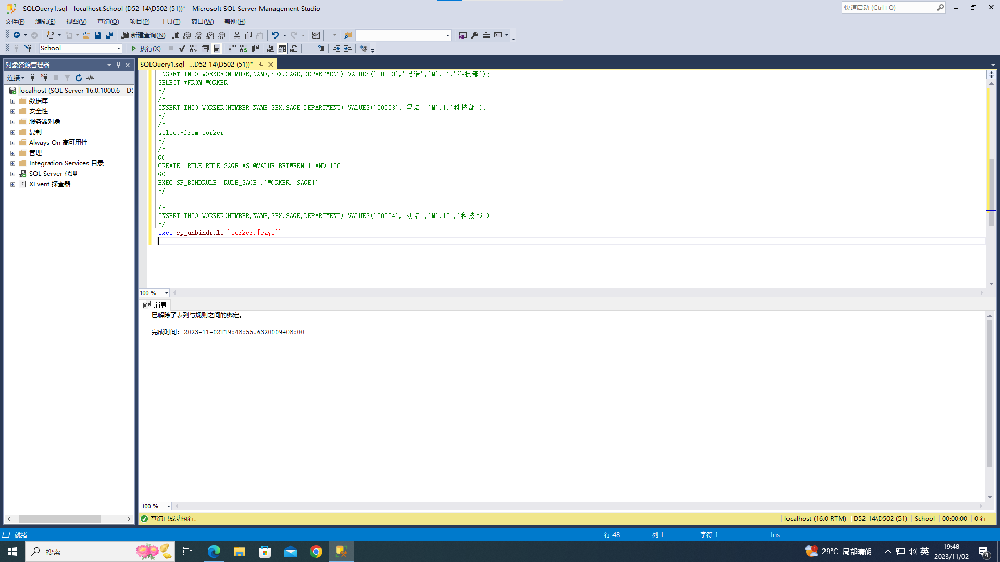 SQLQuery1.sql - localhost.School (D52_14\D502 (51))* - Microsoft SQL Server Management Studio
快速启动 (Ctrl+Q)
文件(F) 编辑(E) 视图(V) 查询(Q) 项目(P) 工具(T) 窗口(W) 帮助(H)
新建查询(N)
School 执行(X)
对象资源管理器
SQLQuery1.sql -...D52_14\D502 (51))*
连接
localhost (SQL Server 16.0.1000.6 - D5
数据库
安全性
服务器对象
复制
Always On 高可用性
管理
Integration Services 目录
SQL Server 代理
XEvent 探查器
INSERT INTO WORKER(NUMBER,NAME,SEX,SAGE,DEPARTMENT) VALUES('00003','冯浩','M',-1,'科技部');
SELECT *FROM WORKER
*/
/*
INSERT INTO WORKER(NUMBER,NAME,SEX,SAGE,DEPARTMENT) VALUES('00003','冯浩','M',1,'科技部');
*/
/*
select*from worker
*/
/*
GO
CREATE  RULE RULE_SAGE AS @VALUE BETWEEN 1 AND 100
GO
EXEC SP_BINDRULE  RULE_SAGE ,'WORKER.[SAGE]'
*/
/*
INSERT INTO WORKER(NUMBER,NAME,SEX,SAGE,DEPARTMENT) VALUES('00004','刘浩','M',101,'科技部');
*/
exec sp_unbindrule 'worker.[sage]'
100 %
消息
已解除了表列与规则之间的绑定。
完成时间: 2023-11-02T19:48:55.6320009+08:00
100 %
查询已成功执行。 localhost (16.0 RTM) D52_14\D502 (51) School 00:00:00 0 行
就绪 行 48 列 1 字符 1 Ins
搜索 1 29°C 局部晴朗 英 19:48 4
2023/11/02